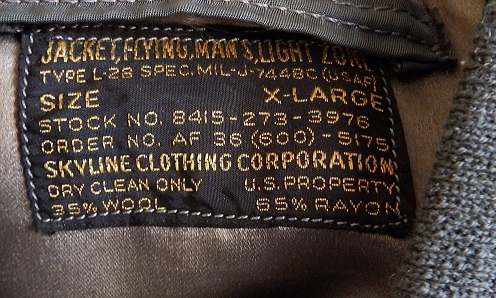 JACKET, FLYING, MAN'S, LIGHT ZONE
TYPE L-2B SPEC. MIL-J-7448C (USAF)
SIZE X-LARGE
STOCK NO. 8415-273-3976
ORDER NO. AF 36 (600)-5175
SKYLINE CLOTHING CORPORATION
DRY CLEAN ONLY U.S. PROPERTY
35% WOOL 65% RAYON